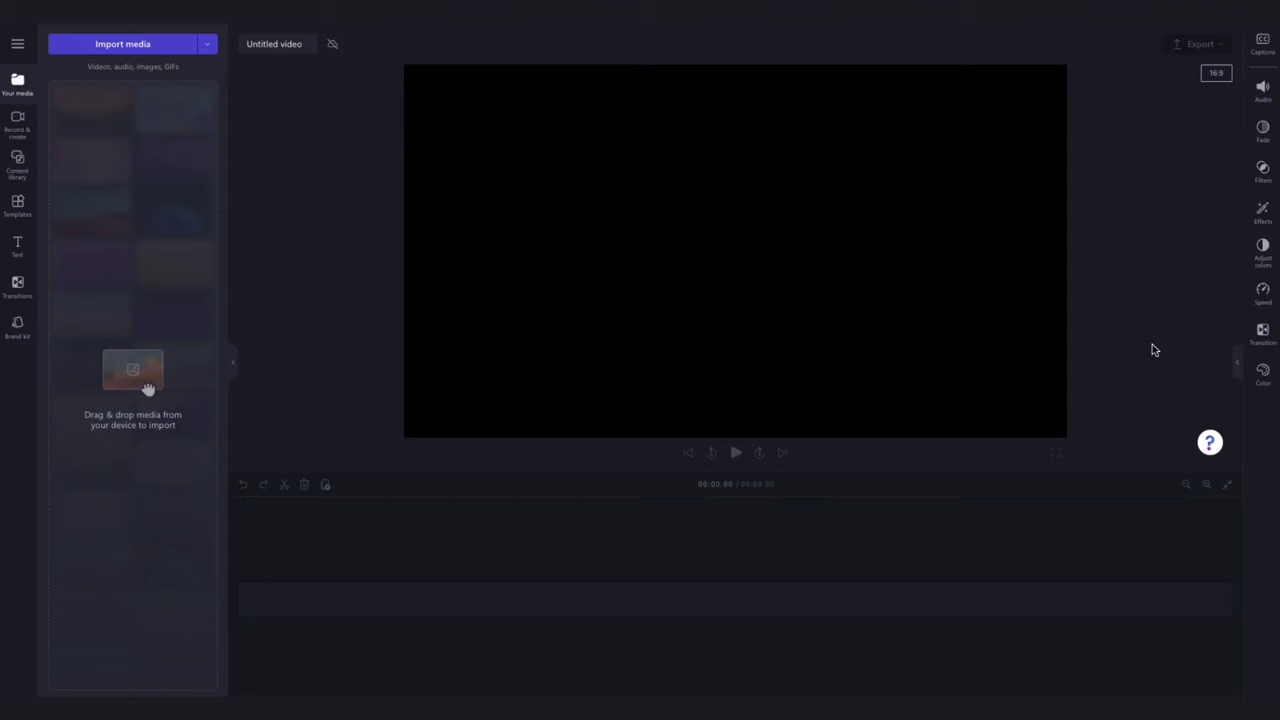 Import media
Untitled video
Export
Captions
Videos, audio, images, GIFs
16:9
Your media
Audio
Record &
create
Fade
Content
library
Filters
Templates
Effects
Text
Adjust
colors
Transitions
Speed
Brand kit
Transition
Color
Drag & drop media from
your device to import
?
00:00.00 / 00:00.00